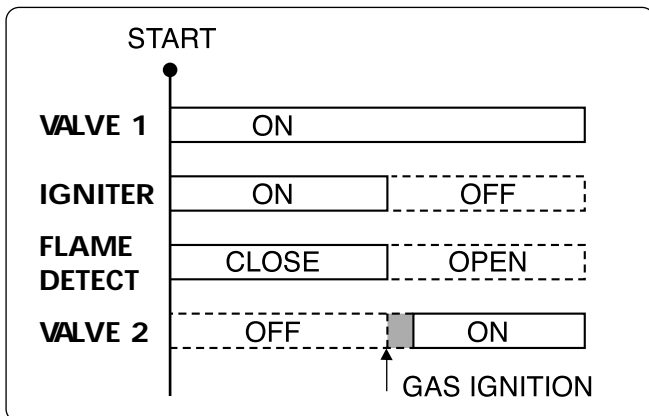 START
VALVE 1 ON
IGNITER ON OFF
FLAME DETECT CLOSE OPEN
VALVE 2 OFF ON
GAS IGNITION